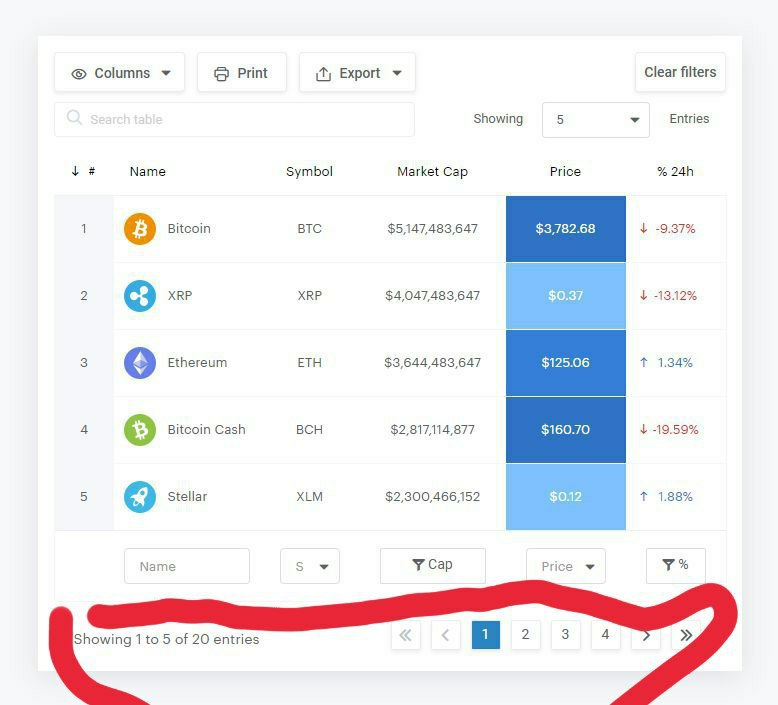 Columns Print Export Clear filters
Search table Showing 5 Entries
# Name Symbol Market Cap Price % 24h
1 Bitcoin BTC $5,147,483,647 $3,782.68 -9.37%
2 XRP XRP $4,047,483,647 $0.37 -13.12%
3 Ethereum ETH $3,644,483,647 $125.06 1.34%
4 Bitcoin Cash BCH $2,817,114,877 $160.70 -19.59%
5 Stellar XLM $2,300,466,152 $0.12 1.88%
Name S Cap Price %
Showing 1 to 5 of 20 entries « ‹ 1 2 3 4 › »